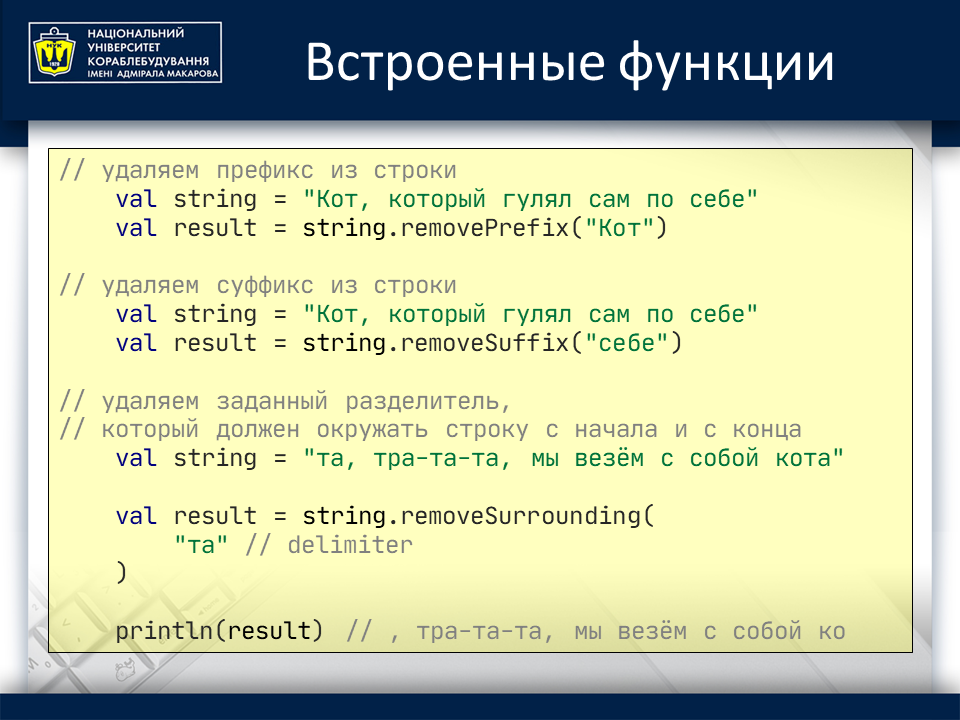 НАЦІОНАЛЬНИЙ
УНІВЕРСИТЕТ
КОРАБЛЕБУДУВАННЯ
ІМЕНІ АДМІРАЛА МАКАРОВА
НУК
1920
Встроенные функции
// удаляем префикс из строки
    val string = "Кот, который гулял сам по себе"
    val result = string.removePrefix("Кот")
// удаляем суффикс из строки
    val string = "Кот, который гулял сам по себе"
    val result = string.removeSuffix("себе")
// удаляем заданный разделитель,
// который должен окружать строку с начала и с конца
    val string = "та, тра-та-та, мы везём с собой кота"
    val result = string.removeSurrounding(
        "та" // delimiter
    )
    println(result) // , тра-та-та, мы везём с собой ко